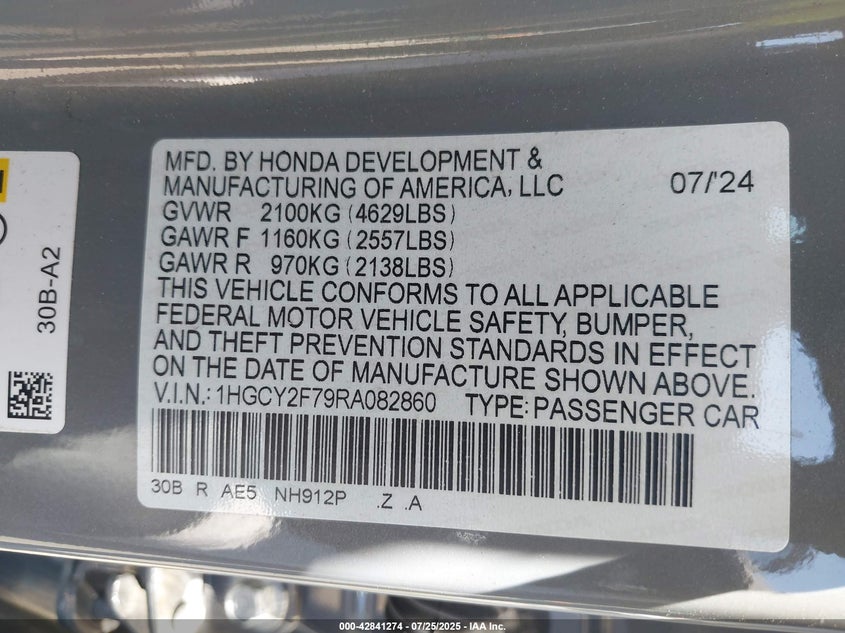 MFD. BY HONDA DEVELOPMENT &
MANUFACTURING OF AMERICA, LLC 07/'24
GVWR 2100KG (4629LBS)
GAWR F 1160KG (2557LBS)
GAWR R 970KG (2138LBS)
THIS VEHICLE CONFORMS TO ALL APPLICABLE
FEDERAL MOTOR VEHICLE SAFETY, BUMPER,
AND THEFT PREVENTION STANDARDS IN EFFECT
ON THE DATE OF MANUFACTURE SHOWN ABOVE.
V.I.N.: 1HGCY2F79RA082860 TYPE: PASSENGER CAR
30B R AE5 NH912P .Z .A
30B-A2
000-42841274 | 07/25/2025 - IAA Inc.